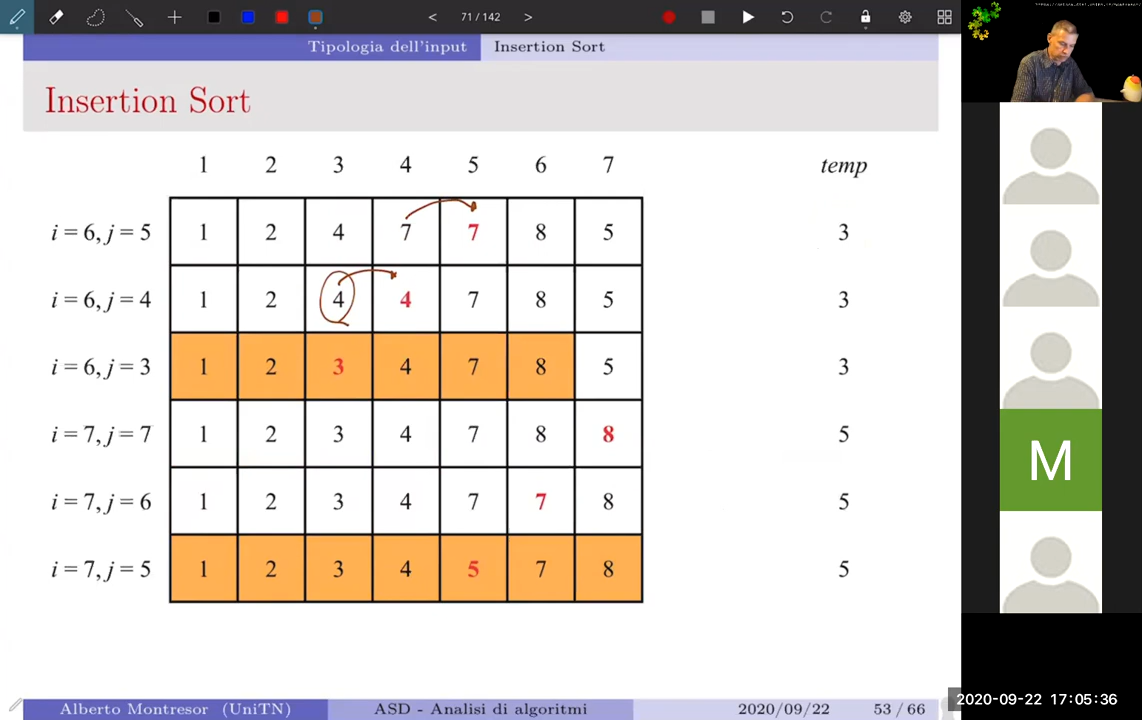 71 / 142
Tipologia dell'input Insertion Sort
Insertion Sort
1 2 3 4 5 6 7 temp
i = 6, j = 5 1 2 4 7 7 8 5 3
i = 6, j = 4 1 2 4 4 7 8 5 3
i = 6, j = 3 1 2 3 4 7 8 5 3
i = 7, j = 7 1 2 3 4 7 8 8 5
i = 7, j = 6 1 2 3 4 7 7 8 5
i = 7, j = 5 1 2 3 4 5 7 8 5
M
Alberto Montresor (UniTN) ASD - Analisi di algoritmi 2020/09/22 53 / 66
2020-09-22 17:05:36